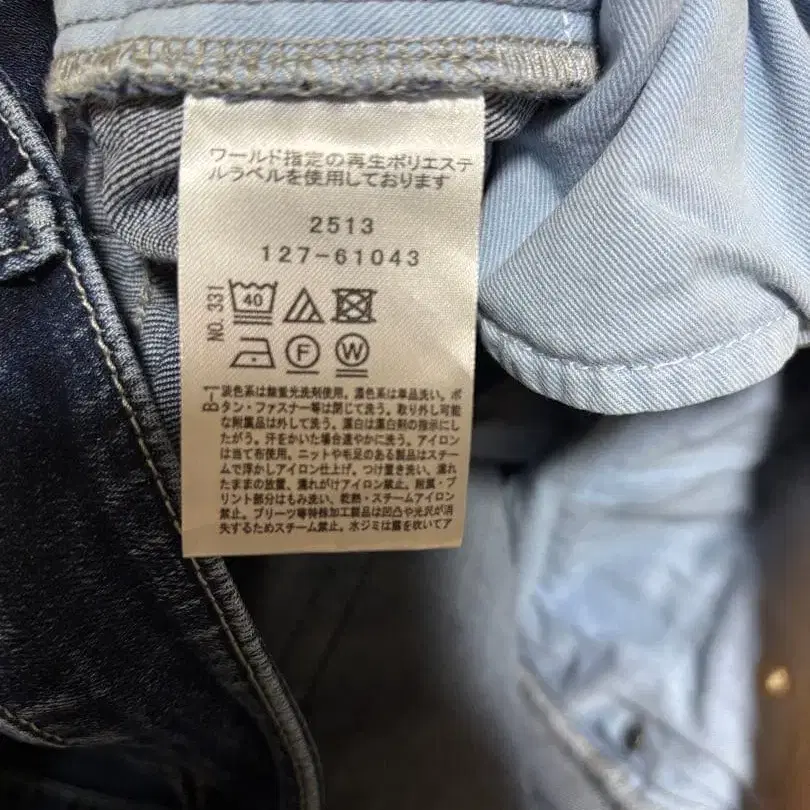 ワールド指定の再生ポリエステ
ルラベルを使用しております
2513
127-61043
NO. 331
40
F
W
B-1
淡色系は無蛍光洗剤使用。濃色系は単品洗い。ボ
タン・ファスナー等は閉じて洗う。取り外し可能
な附属品は外して洗う。漂白は漂白剤の指示にし
たがう。汗をかいた場合速やかに洗う。アイロン
は当て布使用。ニットや毛足のある製品はスチー
ムで浮かしアイロン仕上げ。つけ置き洗い、濡れ
たままの放置、濡れがけアイロン禁止。附属・プ
リント部分はもみ洗い、乾熱・スチームアイロン
禁止。プリーツ等特殊加工製品は凹凸や光沢が消
失するためスチーム禁止。水ジミは霧を吹いてア